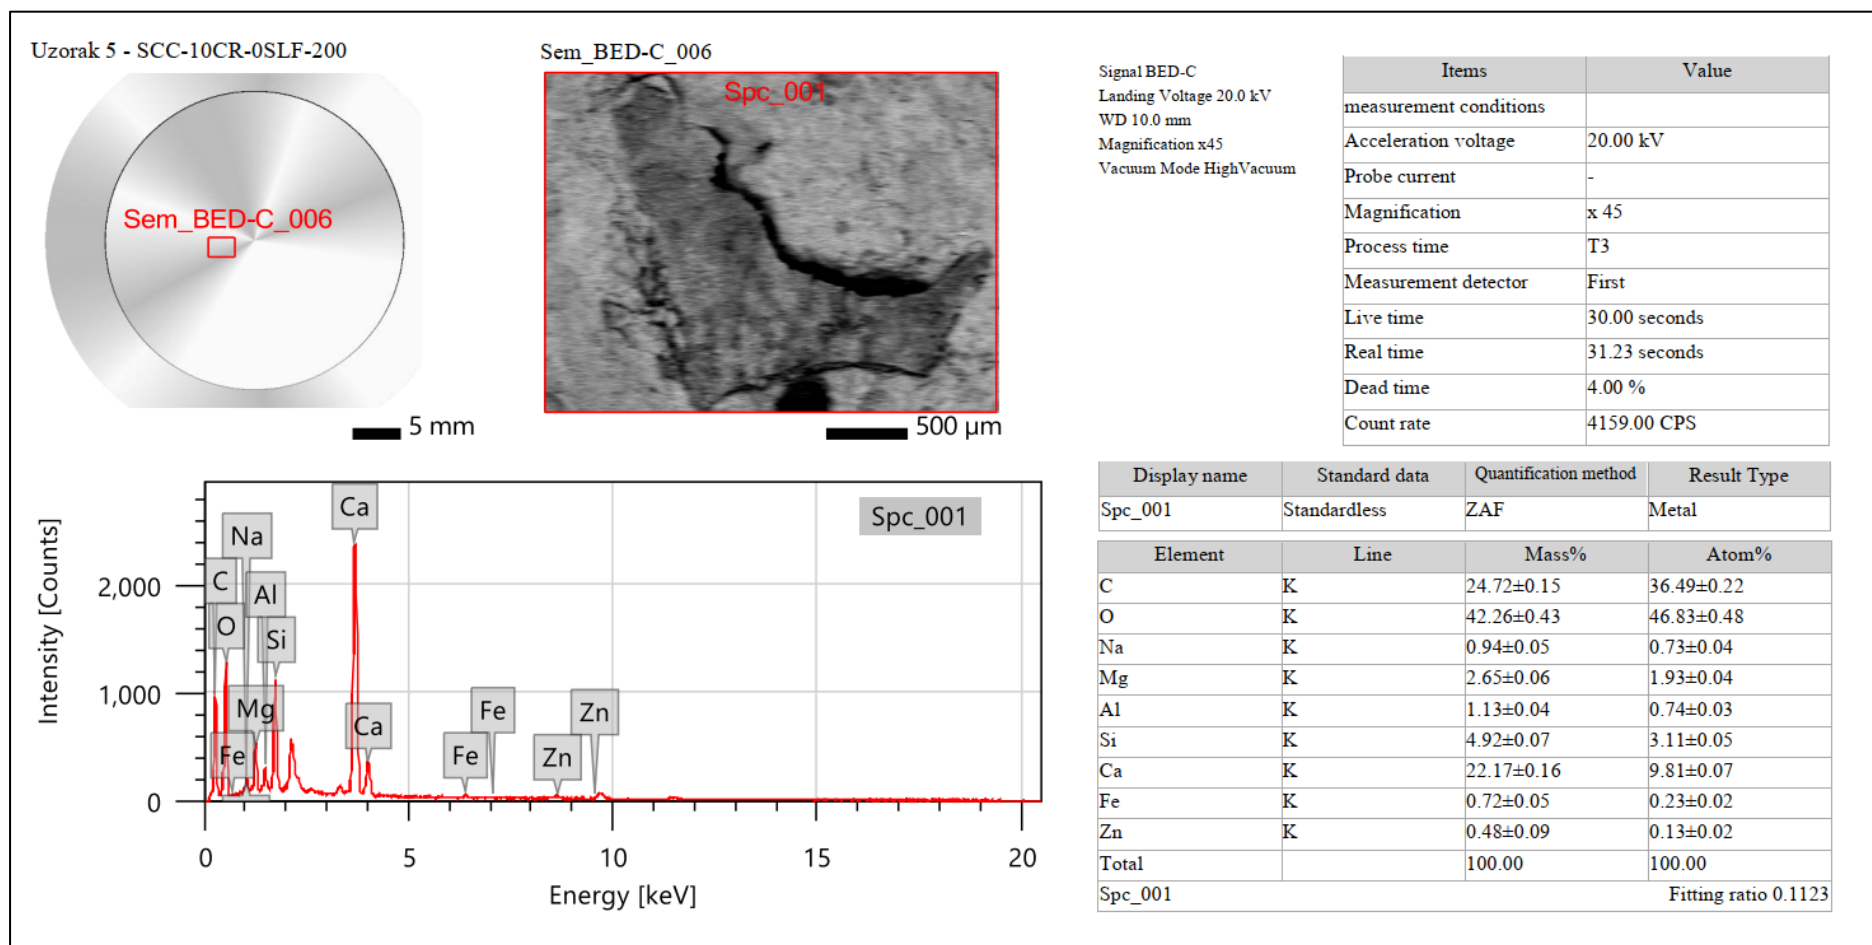 Uzorak 5 - SCC-10CR-0SLF-200
Sem_BED-C_006
5 mm
Sem_BED-C_006
Spc_001
500 µm
Signal BED-C
Landing Voltage 20.0 kV
WD 10.0 mm
Magnification x45
Vacuum Mode HighVacuum
Items Value
measurement conditions
Acceleration voltage 20.00 kV
Probe current -
Magnification x 45
Process time T3
Measurement detector First
Live time 30.00 seconds
Real time 31.23 seconds
Dead time 4.00 %
Count rate 4159.00 CPS
Intensity [Counts]
2,000
1,000
0
Spc_001
Ca
Na
C
Al
O
Si
Mg
Fe
Ca
Fe
Fe
Zn
Zn
0 5 10 15 20
Energy [keV]
Display name Standard data Quantification method Result Type
Spc_001 Standardless ZAF Metal
Element Line Mass% Atom%
C K 24.72±0.15 36.49±0.22
O K 42.26±0.43 46.83±0.48
Na K 0.94±0.05 0.73±0.04
Mg K 2.65±0.06 1.93±0.04
Al K 1.13±0.04 0.74±0.03
Si K 4.92±0.07 3.11±0.05
Ca K 22.17±0.16 9.81±0.07
Fe K 0.72±0.05 0.23±0.02
Zn K 0.48±0.09 0.13±0.02
Total 100.00 100.00
Spc_001 Fitting ratio 0.1123